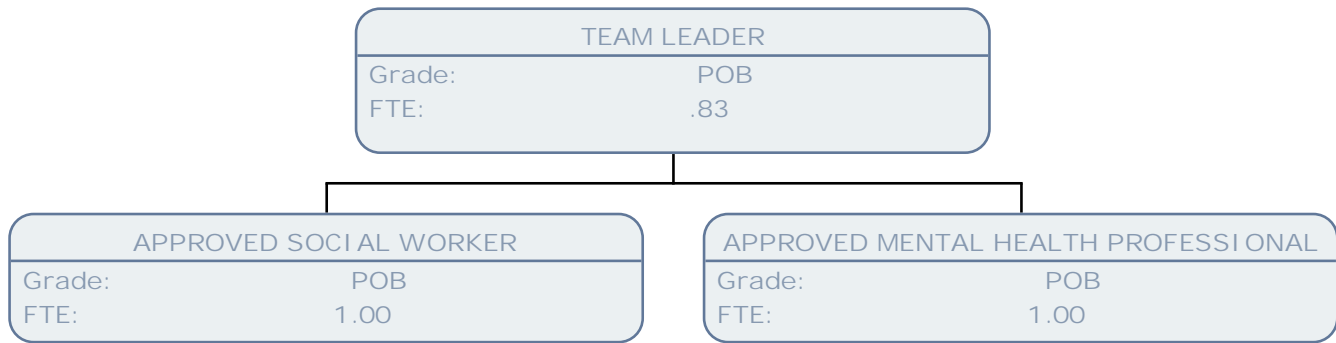 TEAM LEADER
Grade: POB
FTE: .83
APPROVED SOCIAL WORKER
Grade: POB
FTE: 1.00
APPROVED MENTAL HEALTH PROFESSIONAL
Grade: POB
FTE: 1.00